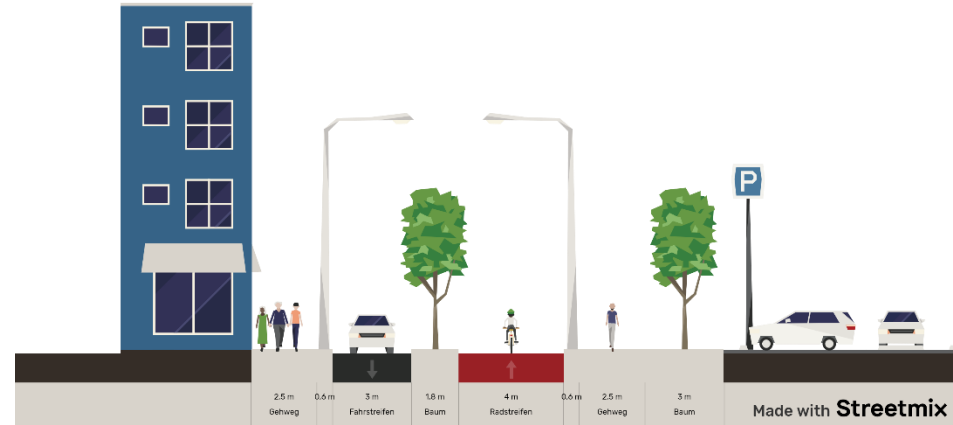 P
2.5 m
Gehweg
0.6 m
3 m
Fahrstreifen
1.8 m
Baum
4 m
Radstreifen
0.6 m
2.5 m
Gehweg
3 m
Baum
Made with Streetmix